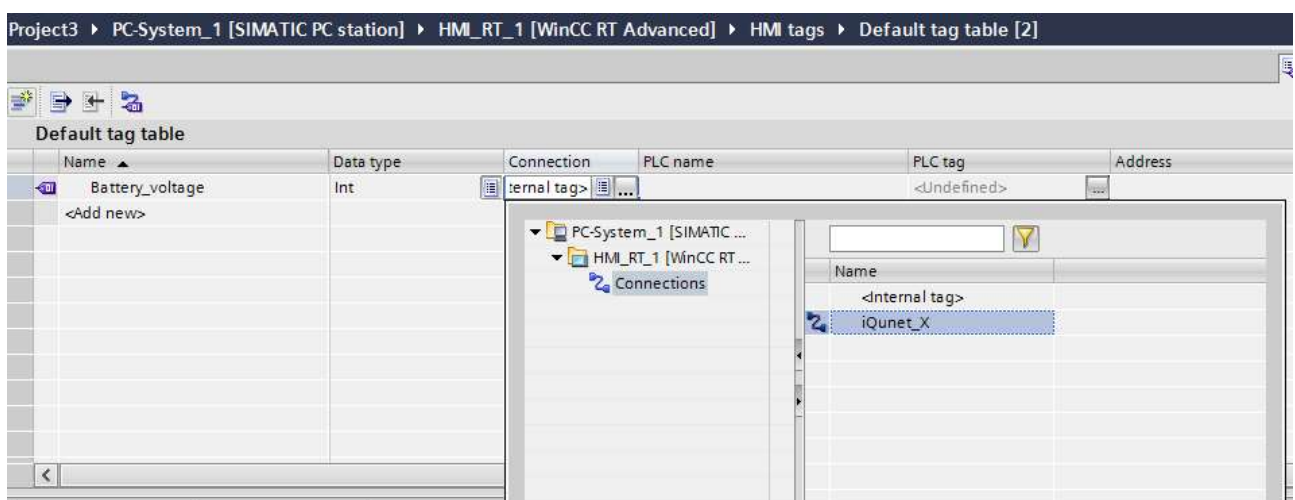 Project3 ▸ PC-System_1 [SIMATIC PC station] ▸ HMI_RT_1 [WinCC RT Advanced] ▸ HMI tags ▸ Default tag table [2]
Default tag table
Name Data type Connection PLC name PLC tag Address
Battery_voltage Int ternal tag> ... <Undefined> ...
<Add new>
PC-System_1 [SIMATIC ...
HMI_RT_1 [WinCC RT ...
Connections
Name
<Internal tag>
iQunet_X